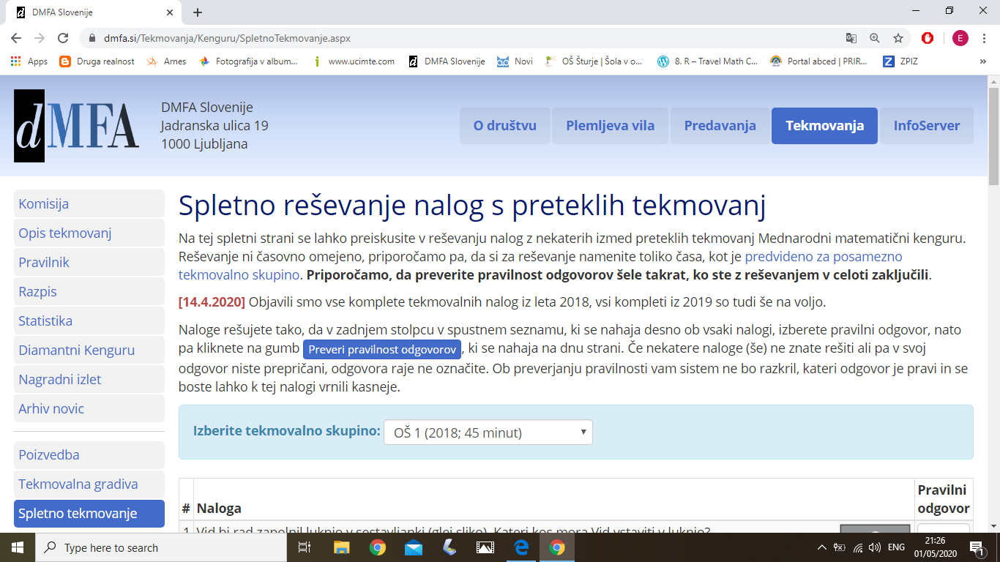 DMFA Slovenije
dmfa.si/Tekmovanja/Kenguru/SpletnoTekmovanje.aspx
E
Apps
Druga realnost
Arnes
Fotografija v album...
www.ucimte.com
DMFA Slovenije
Novi
OŠ Šturje | Šola v o...
8. R – Travel Math C...
Portal abced | PRIR...
ZPIZ
»
dMFA
DMFA Slovenije
Jadranska ulica 19
1000 Ljubljana
O društvu
Plemljeva vila
Predavanja
Tekmovanja
InfoServer
Komisija
Opis tekmovanj
Pravilnik
Razpis
Statistika
Diamantni Kenguru
Nagradni izlet
Arhiv novic
Poizvedba
Tekmovalna gradiva
Spletno tekmovanje
Spletno reševanje nalog s preteklih tekmovanj
Na tej spletni strani se lahko preiskusite v reševanju nalog z nekaterih izmed preteklih tekmovanj Mednarodni matematični kenguru.
Reševanje ni časovno omejeno, priporočamo pa, da si za reševanje namenite toliko časa, kot je predvideno za posamezno
tekmovalno skupino. Priporočamo, da preverite pravilnost odgovorov šele takrat, ko ste z reševanjem v celoti zaključili.
[14.4.2020] Objavili smo vse komplete tekmovalnih nalog iz leta 2018, vsi kompleti iz 2019 so tudi še na voljo.
Naloge rešujete tako, da v zadnjem stolpcu v spustnem seznamu, ki se nahaja desno ob vsaki nalogi, izberete pravilni odgovor, nato
pa kliknete na gumb Preveri pravilnost odgovorov, ki se nahaja na dnu strani. Če nekatere naloge (še) ne znate rešiti ali pa v svoj
odgovor niste prepričani, odgovora raje ne označite. Ob preverjanju pravilnosti vam sistem ne bo razkril, kateri odgovor je pravi in se
boste lahko k tej nalogi vrnili kasneje.
Izberite tekmovalno skupino: OŠ 1 (2018; 45 minut)
# Naloga Pravilni odgovor
1 Vid bi rad zapolnil luknjo v sestavljanki (glej sliko). Kateri kos mora Vid vstaviti v luknjo?
Type here to search
ENG
21:26
01/05/2020
1